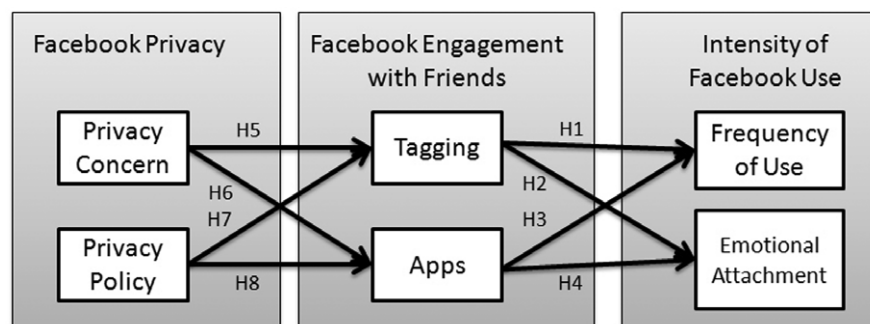 Facebook Privacy
Facebook Engagement
with Friends
Intensity of
Facebook Use
Privacy
Concern
Privacy
Policy
H5
H6
H7
H8
Tagging
Apps
H1
H2
H3
H4
Frequency
of Use
Emotional
Attachment